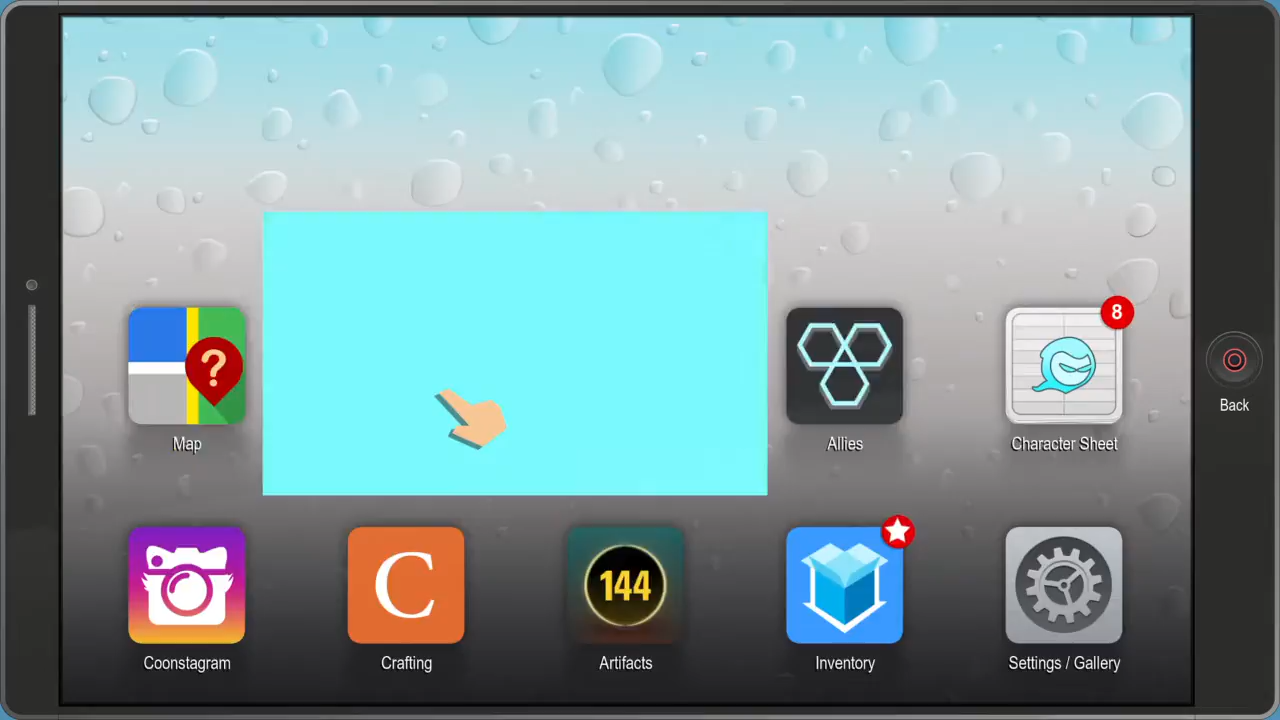 8
?
Map
Allies
Character Sheet
Back
C
144
Coonstagram
Crafting
Artifacts
Inventory
Settings / Gallery